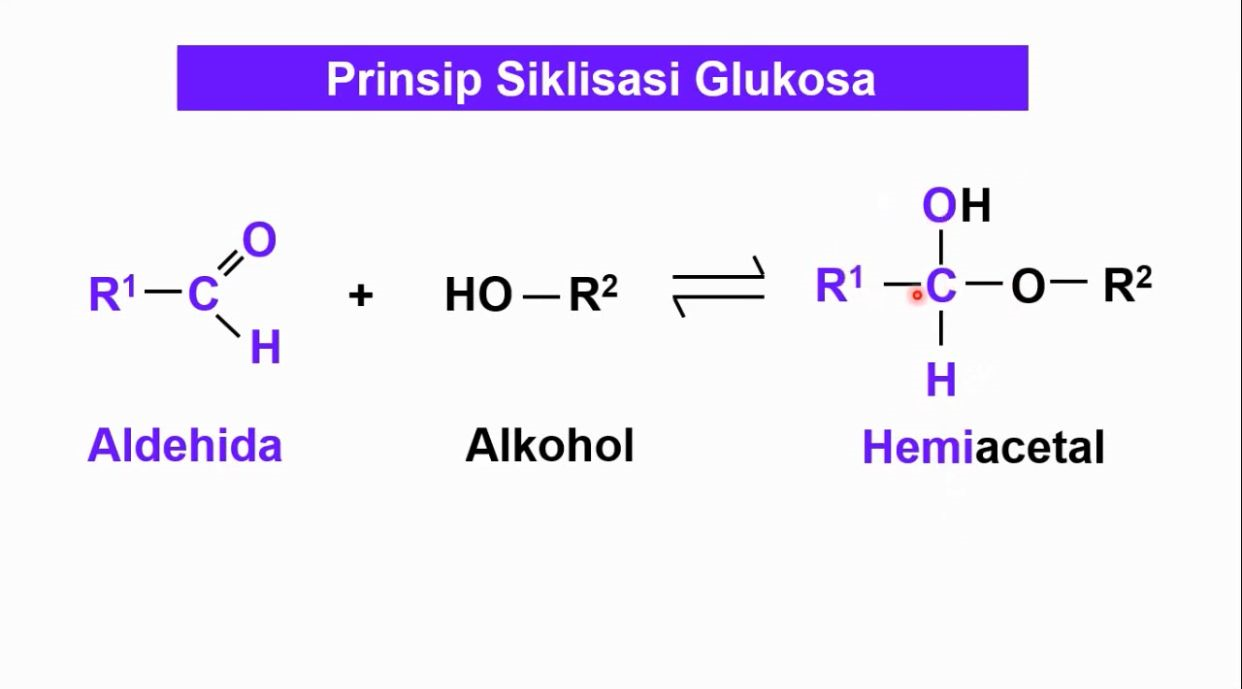 Prinsip Siklisasi Glukosa
OH
O
R¹ C + HO R² R¹ C O R²
H
H
Aldehida Alkohol Hemiacetal